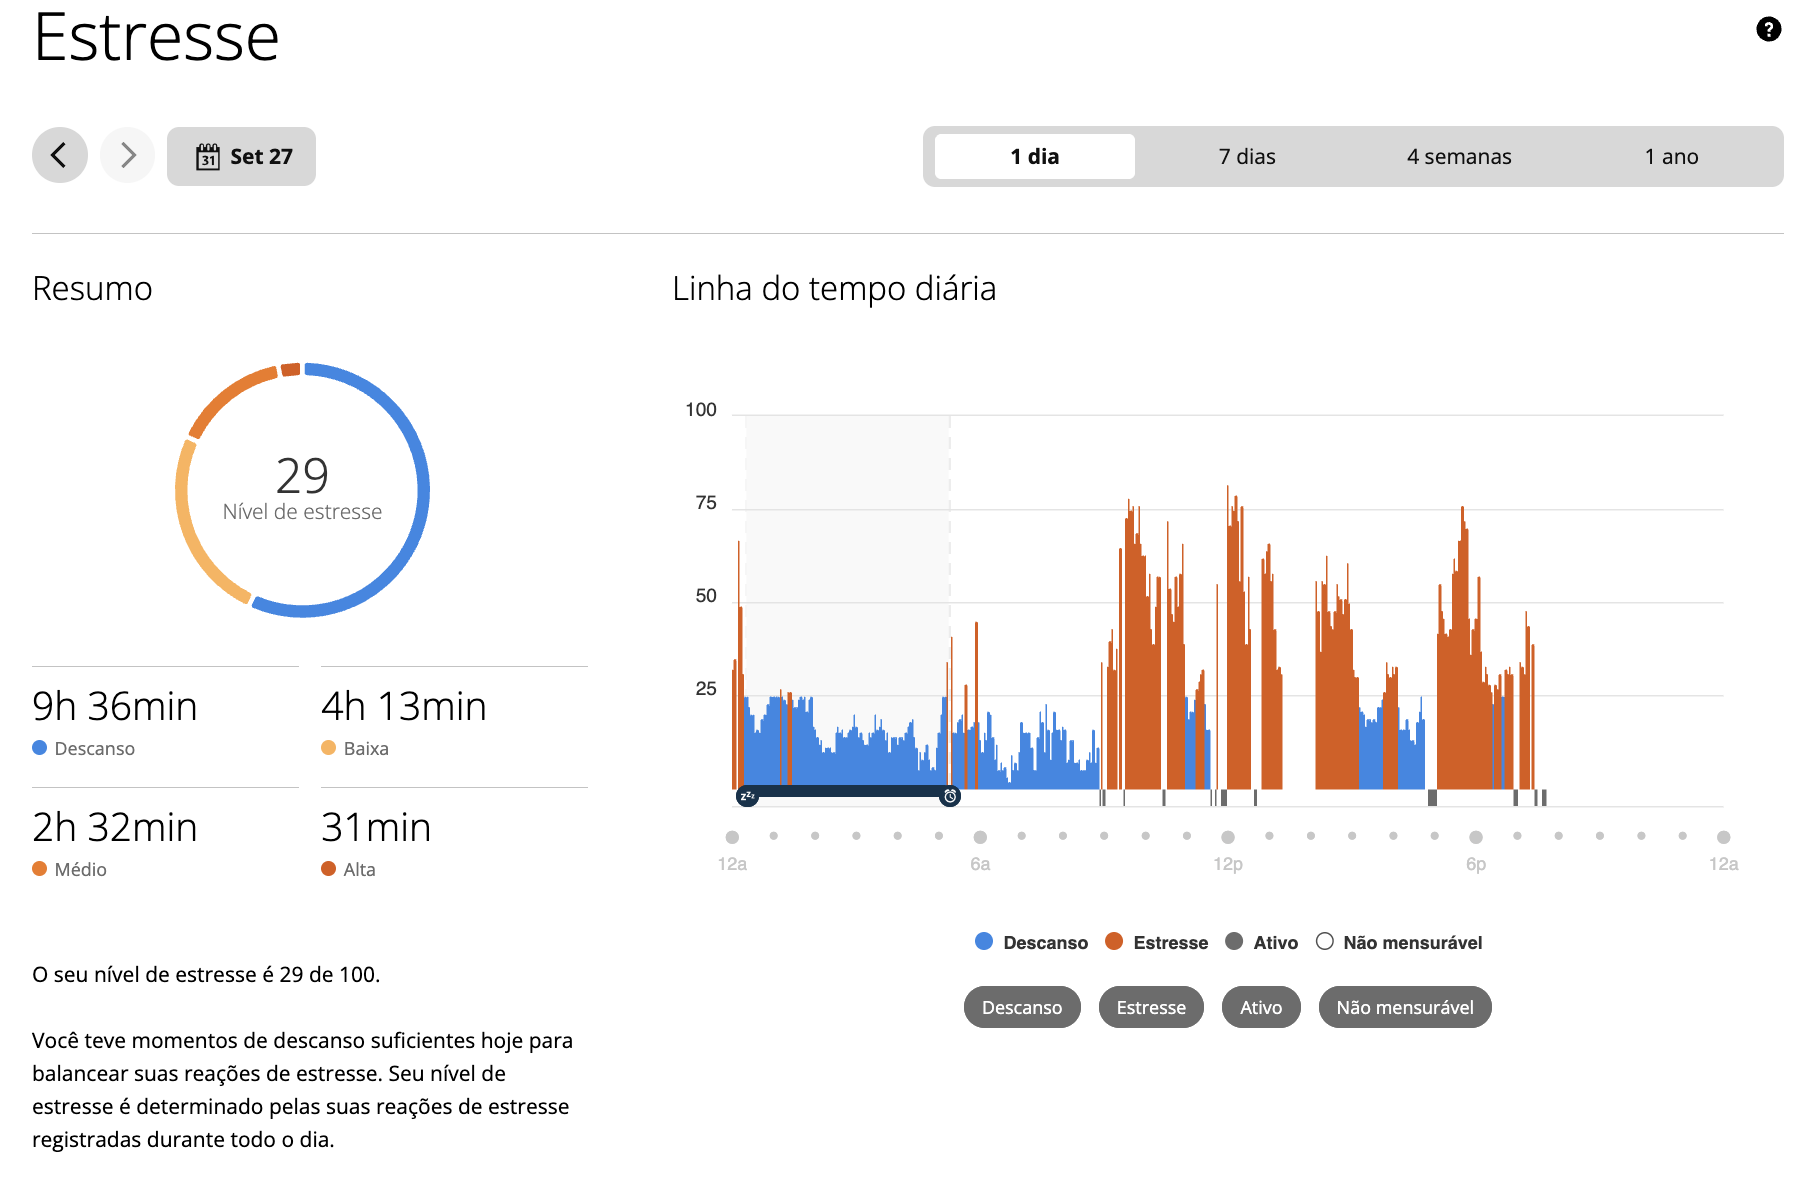 Estresse
?
31 Set 27
1 dia
7 dias
4 semanas
1 ano
Resumo
29
Nível de estresse
9h 36min
Descanso
4h 13min
Baixa
2h 32min
Médio
31min
Alta
O seu nível de estresse é 29 de 100.
Você teve momentos de descanso suficientes hoje para
balancear suas reações de estresse. Seu nível de
estresse é determinado pelas suas reações de estresse
registradas durante todo o dia.
Linha do tempo diária
100
75
50
25
zzz
12a
6a
12p
6p
12a
Descanso
Estresse
Ativo
Não mensurável
Descanso
Estresse
Ativo
Não mensurável